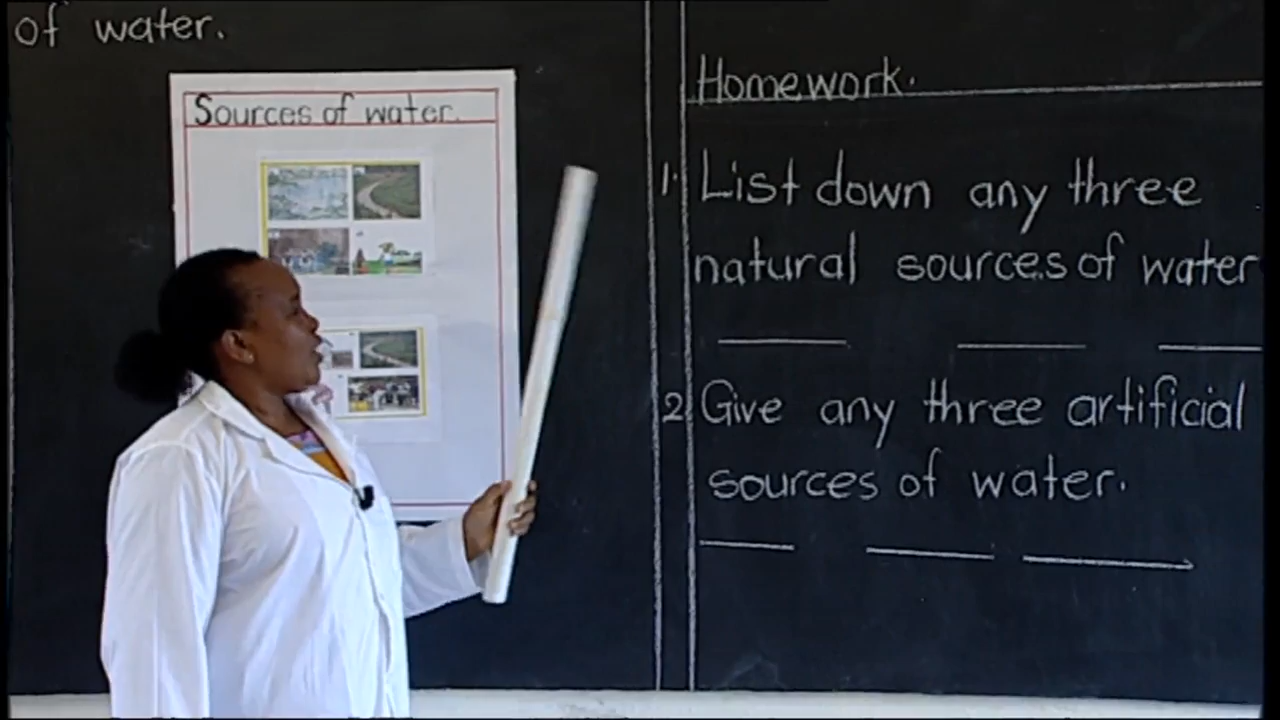 of water.
Sources of water.
Homework.
1. List down any three
natural sources of water
2 Give any three artificial
sources of water.